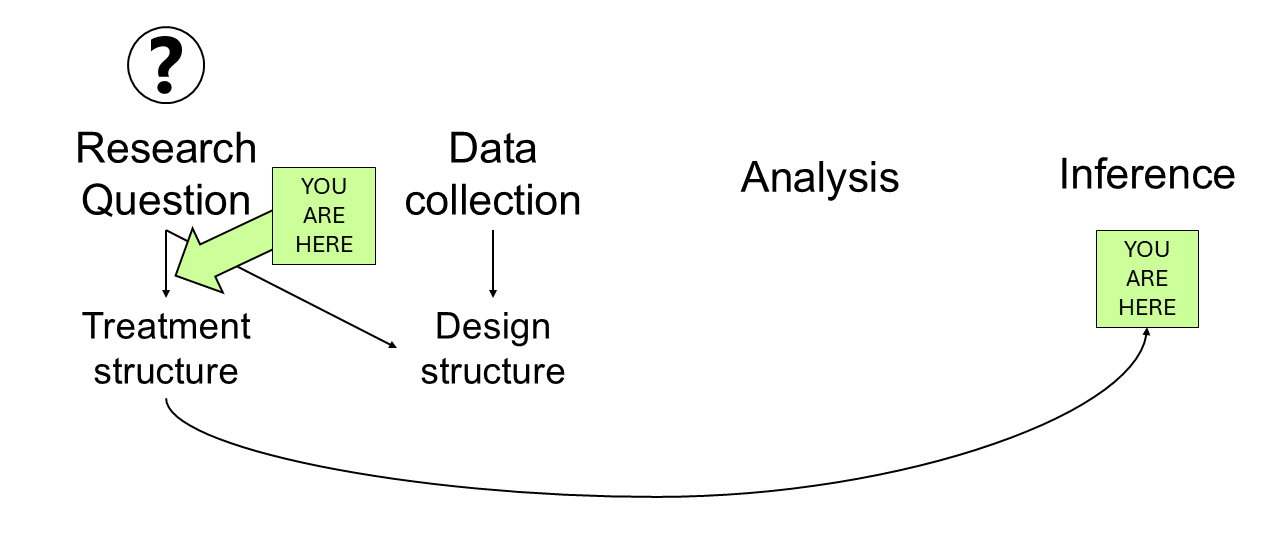 ?
Research
Question
Data
collection
Analysis
Inference
YOU
ARE
HERE
YOU
ARE
HERE
Treatment
structure
Design
structure